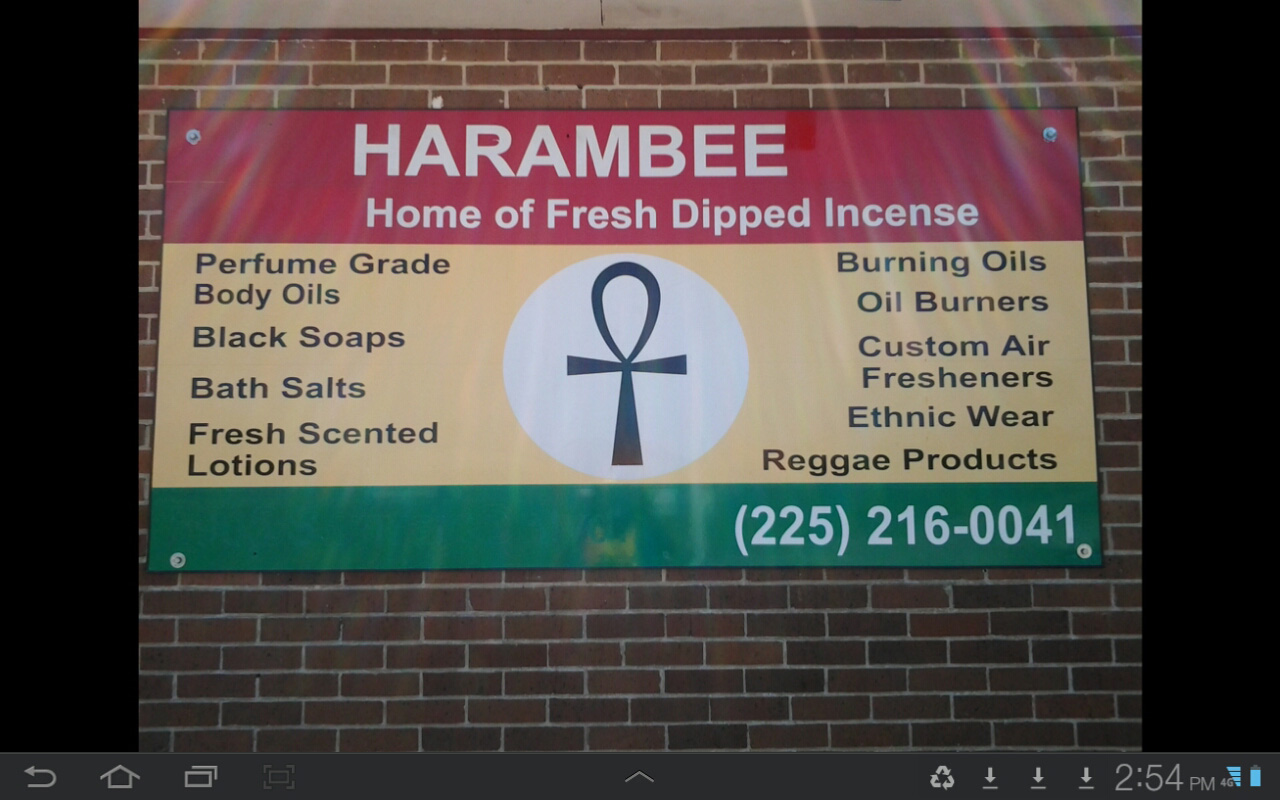 HARAMBEE
Home of Fresh Dipped Incense
Perfume Grade
Body Oils
Black Soaps
Bath Salts
Fresh Scented
Lotions
Burning Oils
Oil Burners
Custom Air
Fresheners
Ethnic Wear
Reggae Products
(225) 216-0041
2:54 PM 4G